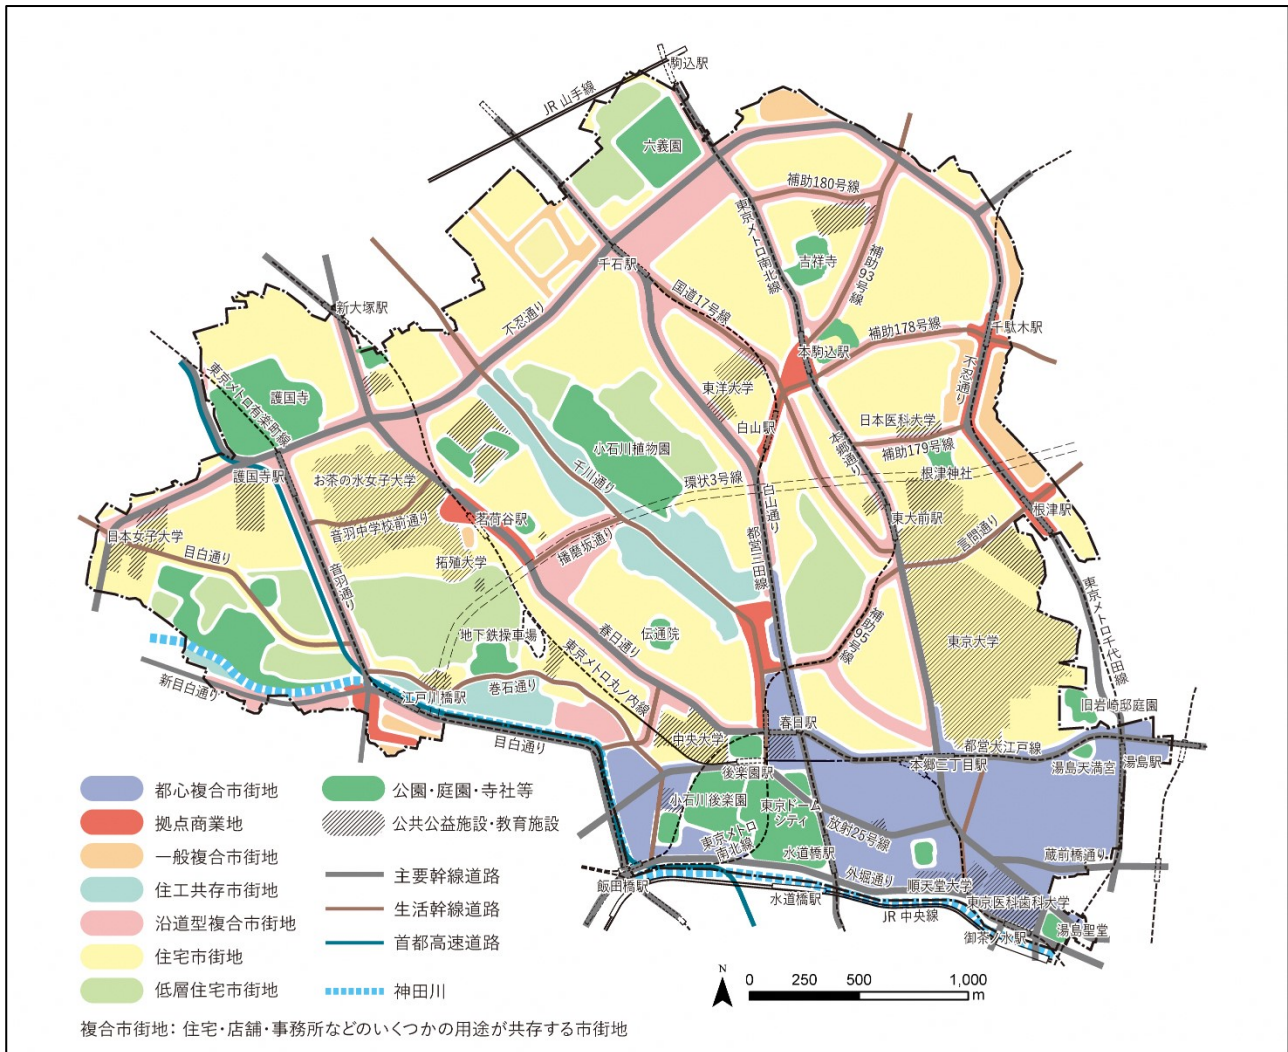 駒込駅
JR 山手線
六義園
補助180号線
東京メトロ南北線
吉祥寺
補助93号線
千石駅
国道17号線
新大塚駅
不忍通り
本駒込駅
補助178号線
千駄木駅
不忍通り
東京メトロ有楽町線
護国寺
東洋大学
白山駅
日本医科大学
補助179号線
小石川植物園
本郷通り
根津神社
護国寺駅
お茶の水女子大学
千川通り
環状3号線
白山通り
都営三田線
東大前駅
言問通り
根津駅
音羽中学校前通り
茗荷谷駅
播磨坂通り
日本女子大学
目白通り
拓殖大学
音羽通り
東京メトロ千代田線
春日通り
伝通院
補助95号線
東京大学
地下鉄操車場
東京メトロ丸ノ内線
新目白通り
江戸川橋駅
巻石通り
旧岩崎邸庭園
目白通り
中央大学
春日駅
都営大江戸線
湯島天満宮
湯島駅
後楽園駅
本郷三丁目駅
小石川後楽園
東京ドーム
シティ
放射25号線
東京メトロ
南北線
水道橋駅
外堀通り
蔵前橋通り
飯田橋駅
水道橋駅
順天堂大学
東京医科歯科大学
JR 中央線
御茶ノ水駅
湯島聖堂
都心複合市街地
拠点商業地
一般複合市街地
住工共存市街地
沿道型複合市街地
住宅市街地
低層住宅市街地
公園・庭園・寺社等
公共公益施設・教育施設
主要幹線道路
生活幹線道路
首都高速道路
神田川
N
0 250 500 1,000
m
複合市街地: 住宅・店舗・事務所などのいくつかの用途が共存する市街地